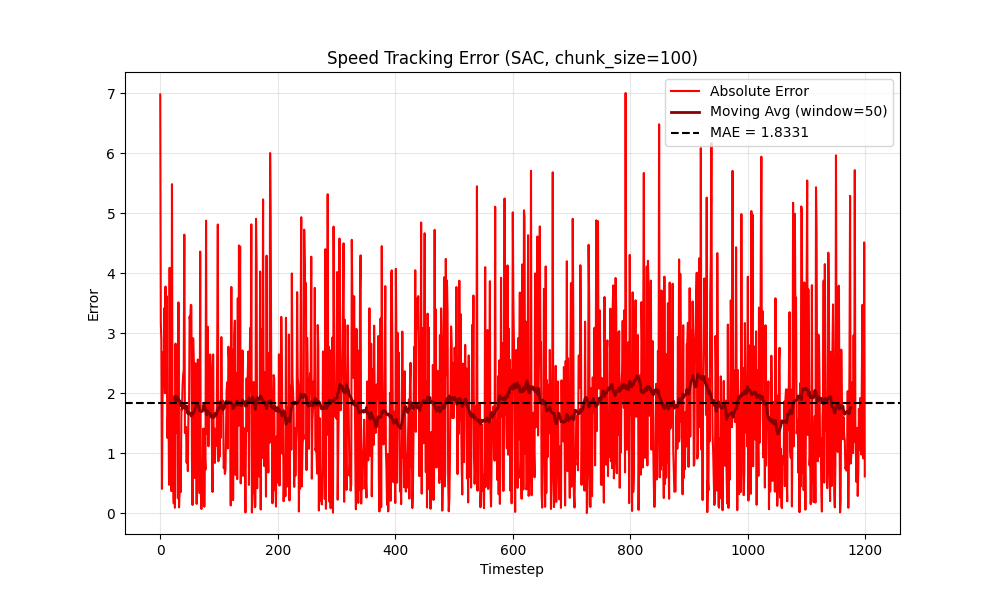 Speed Tracking Error (SAC, chunk_size=100)
Absolute Error
Moving Avg (window=50)
MAE = 1.8331
Error
7
6
5
4
3
2
1
0
0 200 400 600 800 1000 1200
Timestep